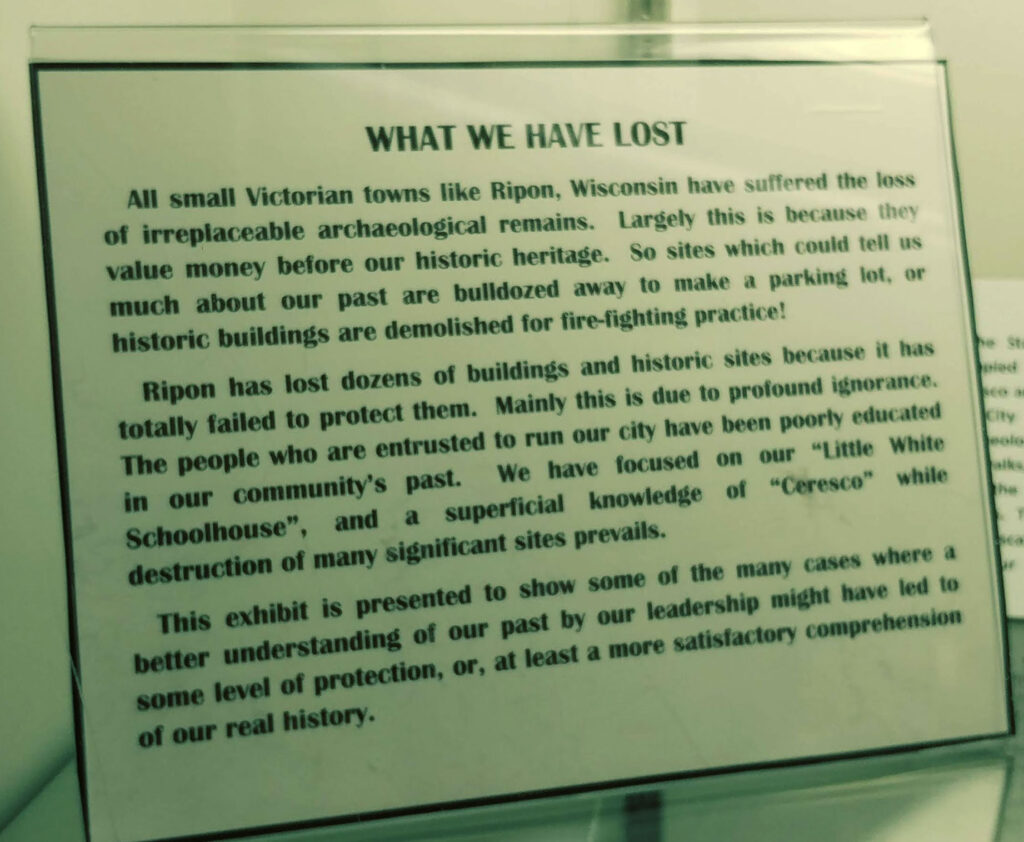 WHAT WE HAVE LOST
All small Victorian towns like Ripon, Wisconsin have suffered the loss
of irreplaceable archaeological remains. Largely this is because they
value money before our historic heritage. So sites which could tell us
much about our past are bulldozed away to make a parking lot, or
historic buildings are demolished for fire-fighting practice!
Ripon has lost dozens of buildings and historic sites because it has
totally failed to protect them. Mainly this is due to profound ignorance.
The people who are entrusted to run our city have been poorly educated
in our community's past. We have focused on our "Little White
Schoolhouse", and a superficial knowledge of "Ceresco" while
destruction of many significant sites prevails.
This exhibit is presented to show some of the many cases where a
better understanding of our past by our leadership might have led to
some level of protection, or, at least a more satisfactory comprehension
of our real history.
City